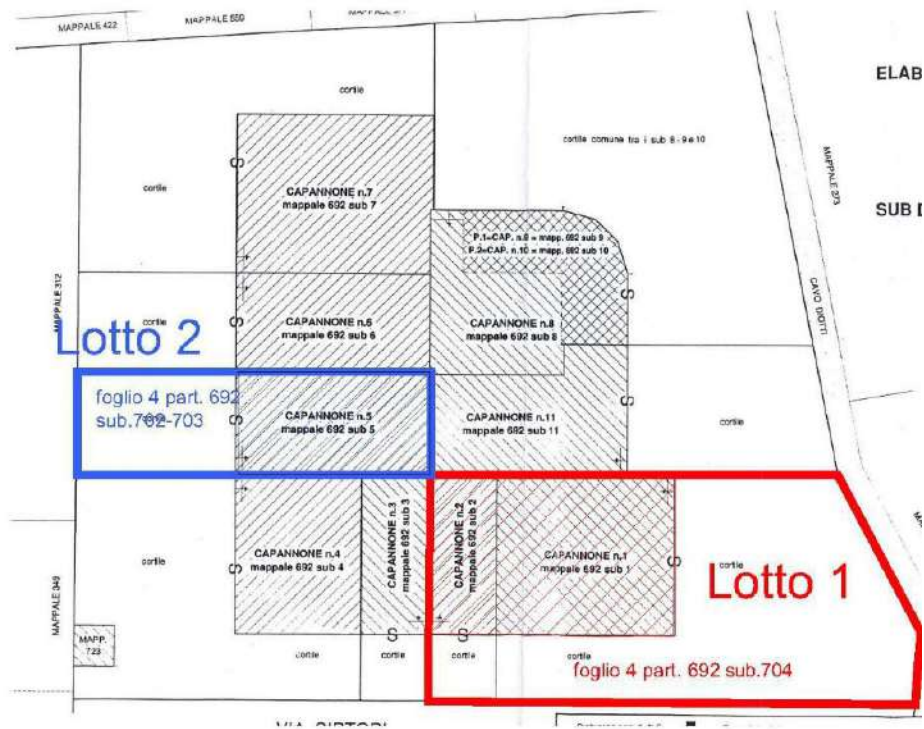 MAPPALE 422
MAPPALE 550
ELAB
cortile
cortile comune tra i sub 8-9 e 10
MAPPALE 273
cortile
S
CAPANNONE n.7
mappale 692 sub 7
SUB D
P.1=CAP. n.9 = mapp. 692 sub 9
P.2=CAP. n.10 = mapp. 692 sub 10
MAPPALE 312
CAVO DIOTTI
S
cortile
S
CAPANNONE n.6
mappale 692 sub 6
CAPANNONE n.8
mappale 692 sub 8
Lotto 2
foglio 4 part. 692
sub.702-703
S
CAPANNONE n.5
mappale 692 sub 5
CAPANNONE n.11
mappale 692 sub 11
S
cortile
CAPANNONE n.3
mappale 692 sub 3
CAPANNONE n.2
mappale 692 sub 2
cortile
S
CAPANNONE n.4
mappale 692 sub 4
CAPANNONE n.1
mappale 692 sub 1
S
cortile
Lotto 1
MAPPALE 349
MAPP.
723
S
S
cortile
cortile
cortile
cortile
foglio 4 part. 692 sub.704
VIA SIRTORI